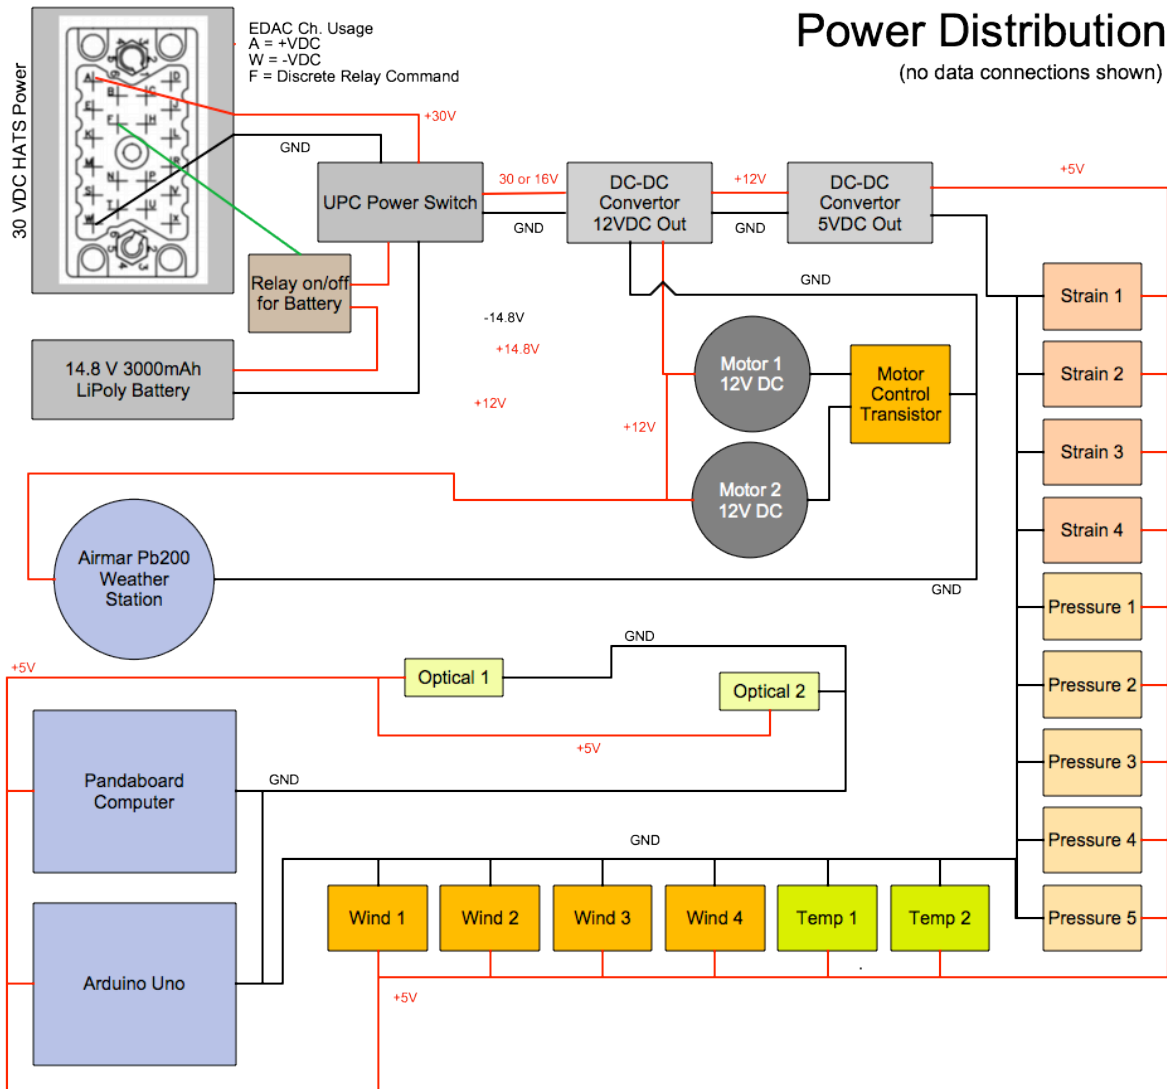 Power Distribution
(no data connections shown)
EDAC Ch. Usage
A = +VDC
W = -VDC
F = Discrete Relay Command
30 VDC HATS Power
A
B
C
D
E
F
H
J
K
L
M
N
P
R
S
T
U
V
W
X
+30V
GND
UPC Power Switch
30 or 16V
GND
DC-DC
Convertor
12VDC Out
+12V
GND
DC-DC
Convertor
5VDC Out
+5V
Relay on/off
for Battery
GND
-14.8V
+14.8V
14.8 V 3000mAh
LiPoly Battery
+12V
Motor 1
12V DC
Motor
Control
Transistor
+12V
Motor 2
12V DC
Strain 1
Strain 2
Strain 3
Strain 4
Airmar Pb200
Weather
Station
GND
Pressure 1
Pressure 2
Pressure 3
Pressure 4
Pressure 5
+5V
GND
Optical 1
Optical 2
+5V
Pandaboard
Computer
GND
GND
Wind 1
Wind 2
Wind 3
Wind 4
Temp 1
Temp 2
Arduino Uno
+5V